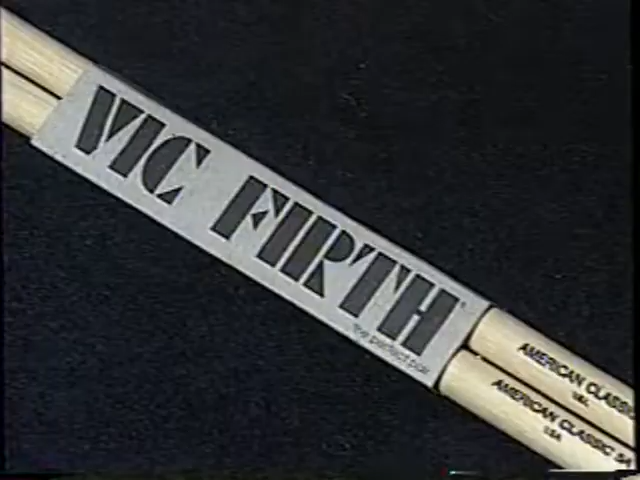 VIC FIRTH
the perfect pair
AMERICAN CLASSIC
USA
AMERICAN CLASSIC 5A
USA